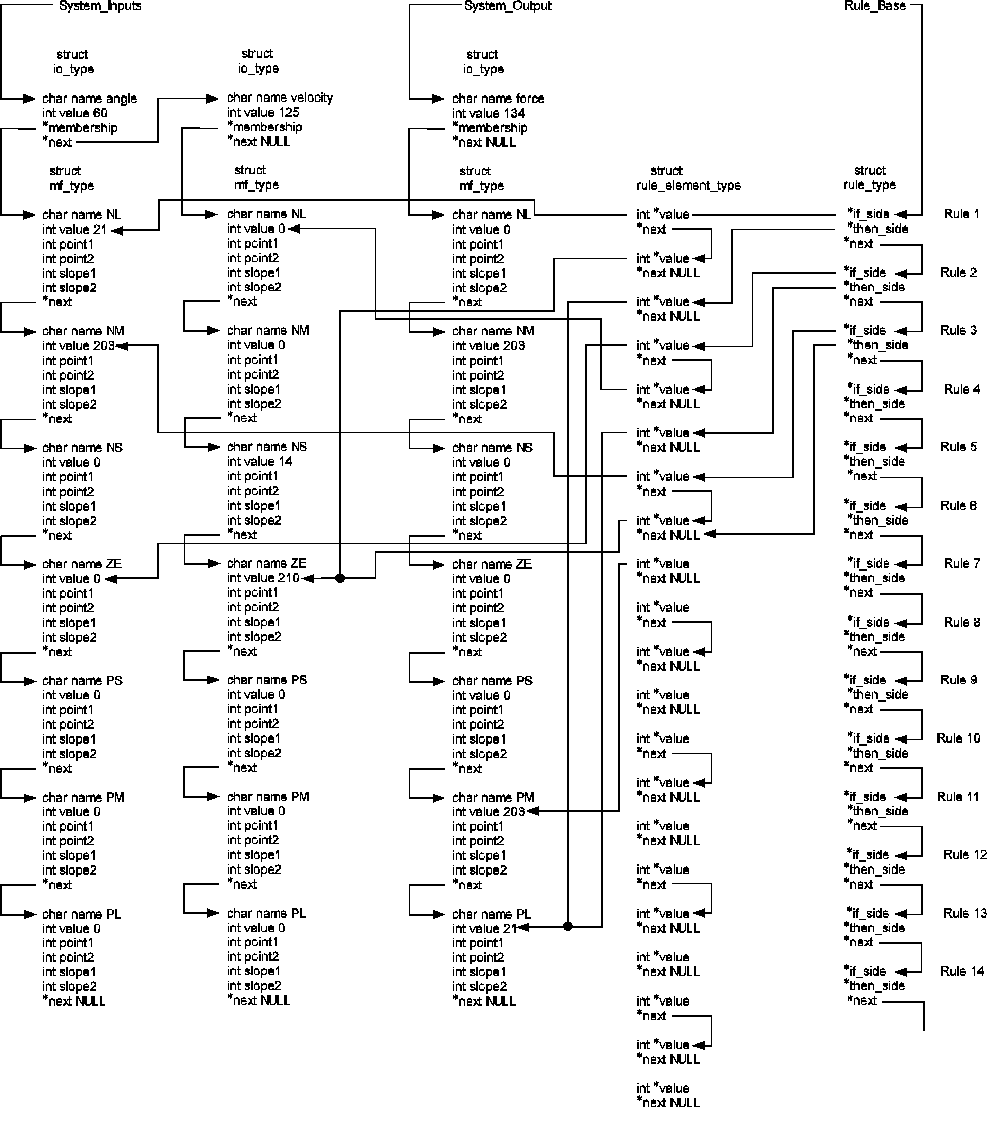 System_Inputs
System_Output
Rule_Base
struct
io_type
char name angle
int value 60
*membership
*next
struct
mf_type
char name NL
int value 21
int point1
int point2
int slope1
int slope2
*next
char name NM
int value 203
int point1
int point2
int slope1
int slope2
*next
char name NS
int value 0
int point1
int point2
int slope1
int slope2
*next
char name ZE
int value 0
int point1
int point2
int slope1
int slope2
*next
char name PS
int value 0
int point1
int point2
int slope1
int slope2
*next
char name PM
int value 0
int point1
int point2
int slope1
int slope2
*next
char name PL
int value 0
int point1
int point2
int slope1
int slope2
*next NULL
struct
io_type
char name velocity
int value 125
*membership
*next NULL
struct
mf_type
char name NL
int value 0
int point1
int point2
int slope1
int slope2
*next
char name NM
int value 0
int point1
int point2
int slope1
int slope2
*next
char name NS
int value 14
int point1
int point2
int slope1
int slope2
*next
char name ZE
int value 210
int point1
int point2
int slope1
int slope2
*next
char name PS
int value 0
int point1
int point2
int slope1
int slope2
*next
char name PM
int value 0
int point1
int point2
int slope1
int slope2
*next
char name PL
int value 0
int point1
int point2
int slope1
int slope2
*next NULL
struct
io_type
char name force
int value 134
*membership
*next NULL
struct
mf_type
char name NL
int value 0
int point1
int point2
int slope1
int slope2
*next
char name NM
int value 203
int point1
int point2
int slope1
int slope2
*next
char name NS
int value 0
int point1
int point2
int slope1
int slope2
*next
char name ZE
int value 0
int point1
int point2
int slope1
int slope2
*next
char name PS
int value 0
int point1
int point2
int slope1
int slope2
*next
char name PM
int value 203
int point1
int point2
int slope1
int slope2
*next
char name PL
int value 21
int point1
int point2
int slope1
int slope2
*next NULL
struct
rule_element_type
int *value
*next
int *value
*next NULL
int *value
*next NULL
int *value
*next
int *value
*next NULL
int *value
*next NULL
int *value
*next
int *value
*next NULL
int *value
*next NULL
int *value
*next
int *value
*next NULL
int *value
*next NULL
int *value
*next
int *value
*next NULL
int *value
*next NULL
int *value
*next
int *value
*next NULL
int *value
*next NULL
int *value
*next
int *value
*next NULL
int *value
*next NULL
struct
rule_type
*if_side Rule 1
*then_side
*next
*if_side Rule 2
*then_side
*next
*if_side Rule 3
*then_side
*next
*if_side Rule 4
*then_side
*next
*if_side Rule 5
*then_side
*next
*if_side Rule 6
*then_side
*next
*if_side Rule 7
*then_side
*next
*if_side Rule 8
*then_side
*next
*if_side Rule 9
*then_side
*next
*if_side Rule 10
*then_side
*next
*if_side Rule 11
*then_side
*next
*if_side Rule 12
*then_side
*next
*if_side Rule 13
*then_side
*next
*if_side Rule 14
*then_side
*next